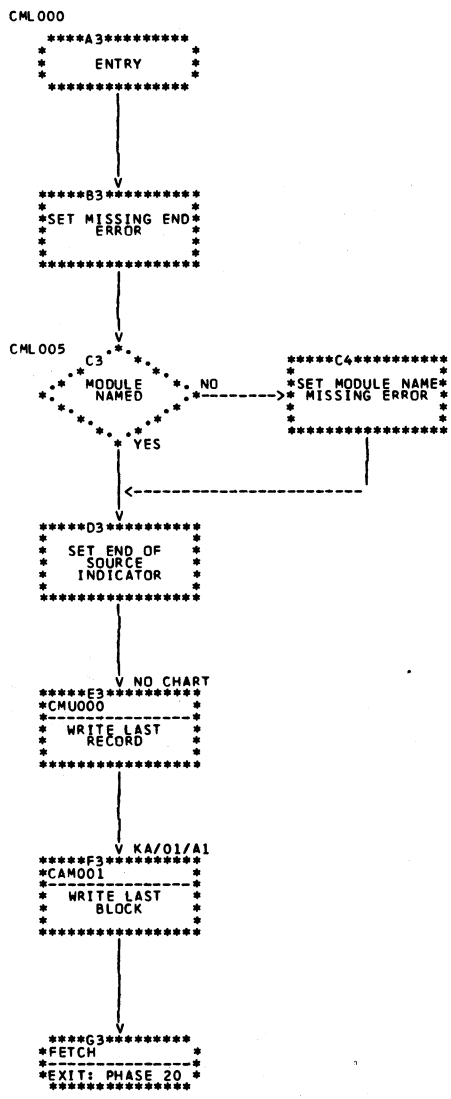 CML000
****A3*********
ENTRY
*****B3**********
*SET MISSING END*
ERROR
CML005
C3
MODULE
NAMED
NO
*****C4**********
*SET MODULE NAME*
MISSING ERROR
YES
*****D3**********
SET END OF
SOURCE
INDICATOR
NO CHART
*****E3**********
*CMU000
WRITE LAST
RECORD
KA/01/A1
*****F3**********
*CAM001
WRITE LAST
BLOCK
****G3*********
*FETCH
*EXIT: PHASE 20 *